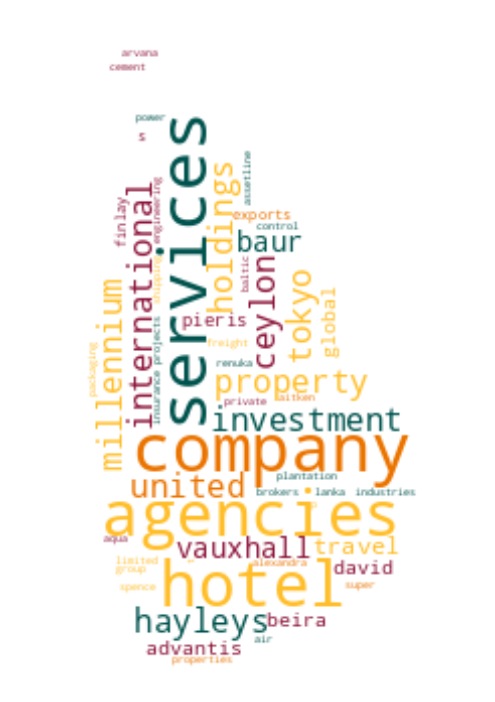 arvana
cement
power
s
services
international
engineering
finlay
holdings
assetline
exports
control
baur
shipping
baltic
ceylon
tokyo
global
millennium
pieris
insurance projects
freight
packaging
renuka
property
private
aitken
investment
company
plantation
united
brokers
lanka
industries
agencies
aqua
vauxhall
travel
limited
group
alexandra
david
spence
hotel
super
hayleys
beira
air
advantis
properties